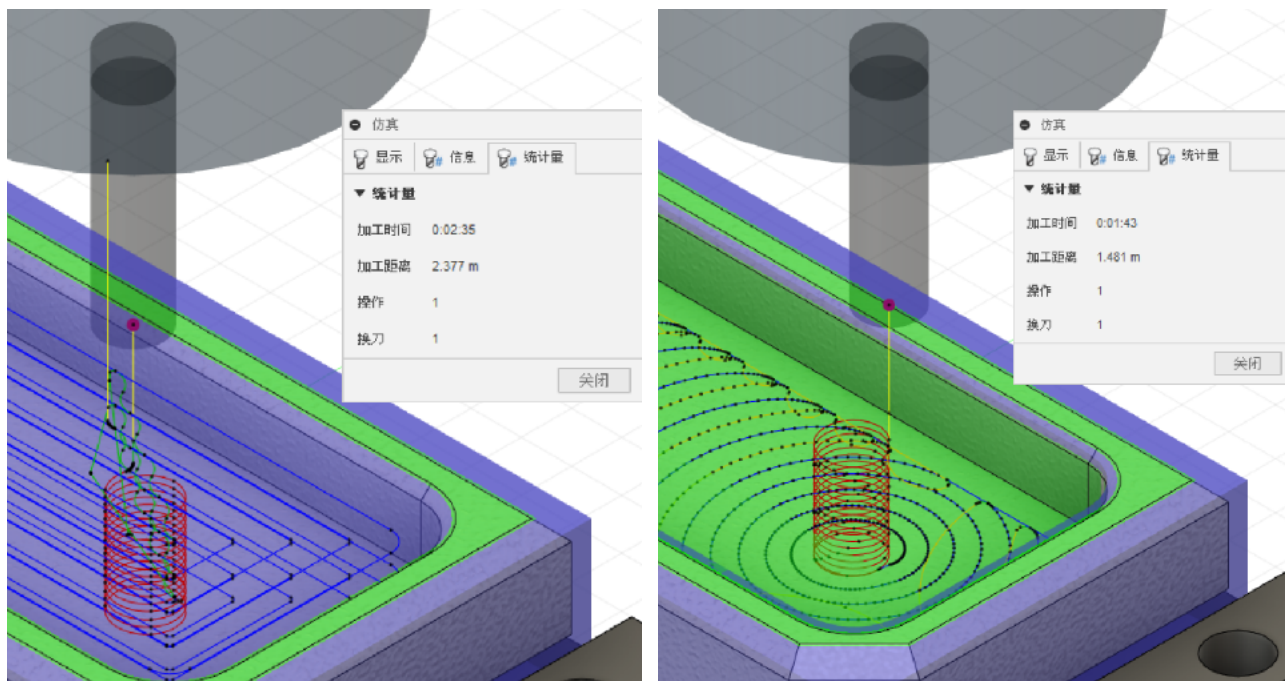 仿真
显示 信息 统计量
统计量
加工时间 0:02:35
加工距离 2.377 m
操作 1
换刀 1
关闭
仿真
显示 信息 统计量
统计量
加工时间 0:01:43
加工距离 1.481 m
操作 1
换刀 1
关闭